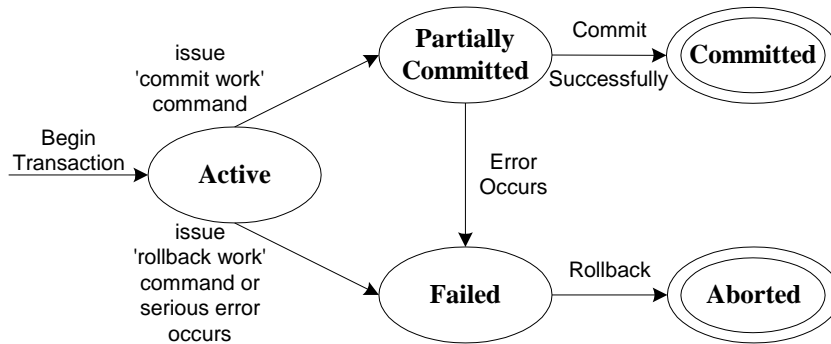 issue
'commit work'
command
Partially
Committed
Commit
Successfully
Committed
Begin
Transaction
Active
Error
Occurs
issue
'rollback work'
command or
serious error
occurs
Failed
Rollback
Aborted